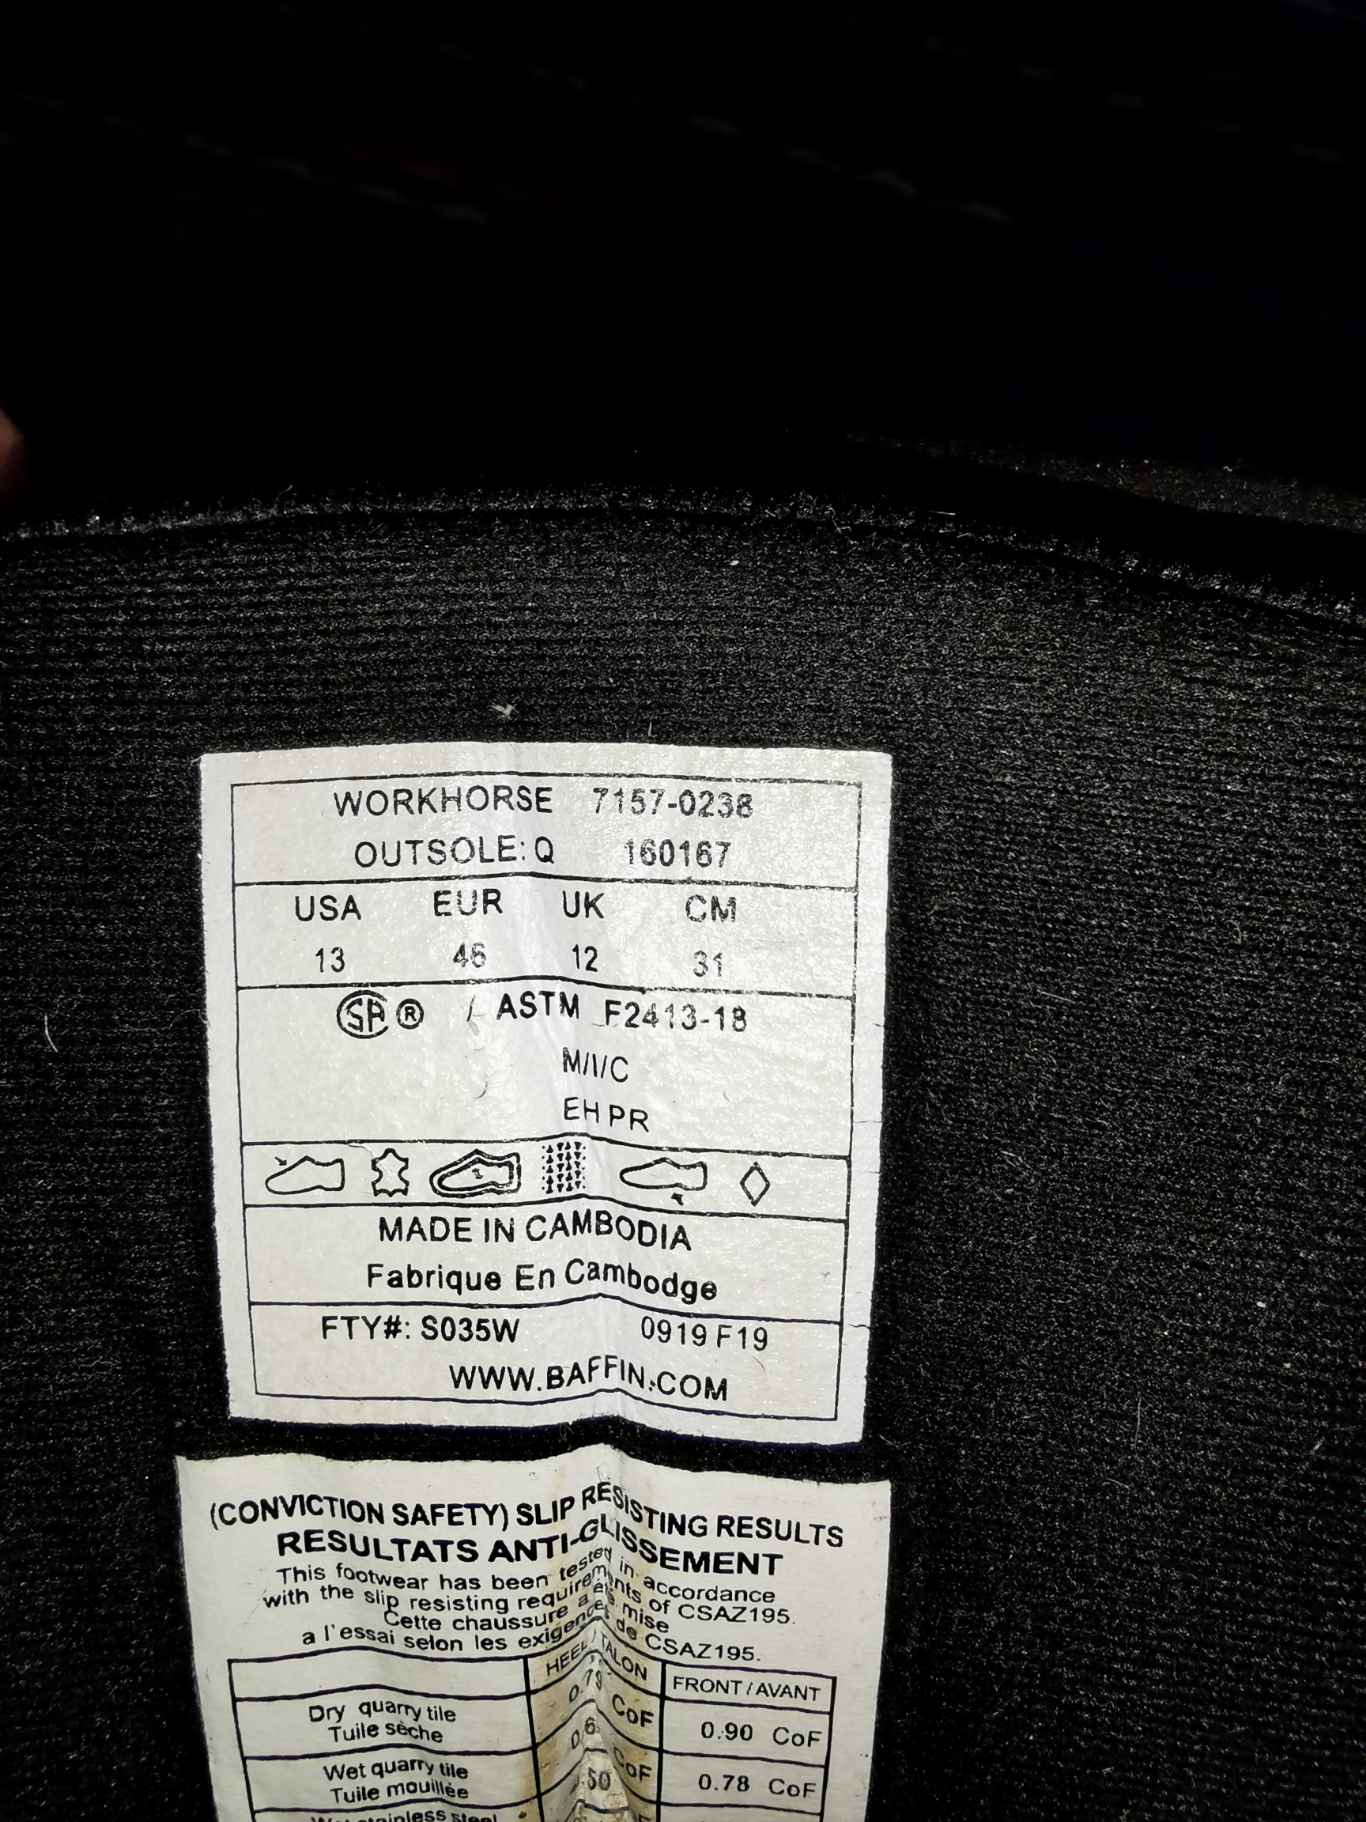 WORKHORSE 7157-0238
OUTSOLE: Q 160167
USA EUR UK CM
13 46 12 31
SA ® / ASTM F2413-18
M/I/C
EH PR
MADE IN CAMBODIA
Fabrique En Cambodge
FTY#: S035W 0919 F19
WWW.BAFFIN.COM
(CONVICTION SAFETY) SLIP RESISTING RESULTS
RESULTATS ANTI-GLISSEMENT
This footwear has been tested in accordance
with the slip resisting requirements of CSAZ195.
Cette chaussure a été mise
a l'essai selon les exigences de CSAZ195.
HEEL/TALON FRONT/AVANT
Dry quarry tile
Tuile sèche
CoF 0.90 CoF
Wet quarry tile
Tuile mouillée
CoF 0.78 CoF
Wet stainless steel